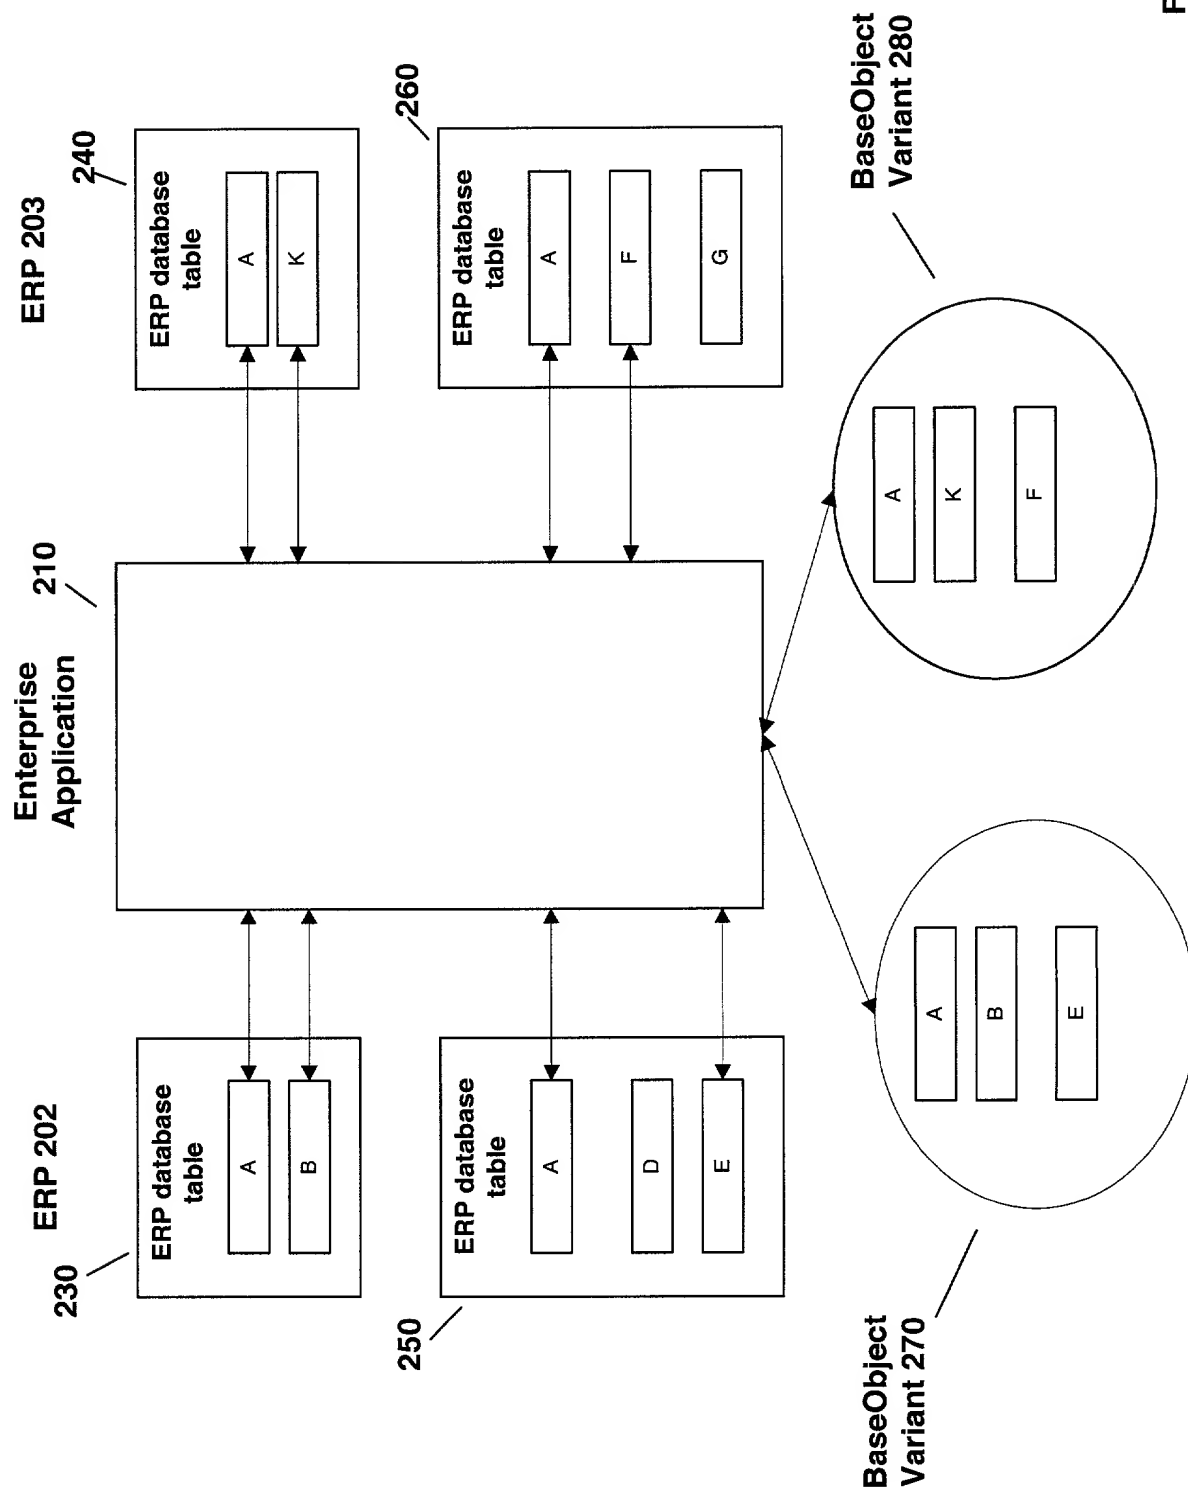 ERP 202
230
ERP database
table
A
B
250
ERP database
table
A
D
E
Enterprise
Application
210
ERP 203
240
ERP database
table
A
K
260
ERP database
table
A
F
G
BaseObject
Variant 270
A
B
E
BaseObject
Variant 280
A
K
F